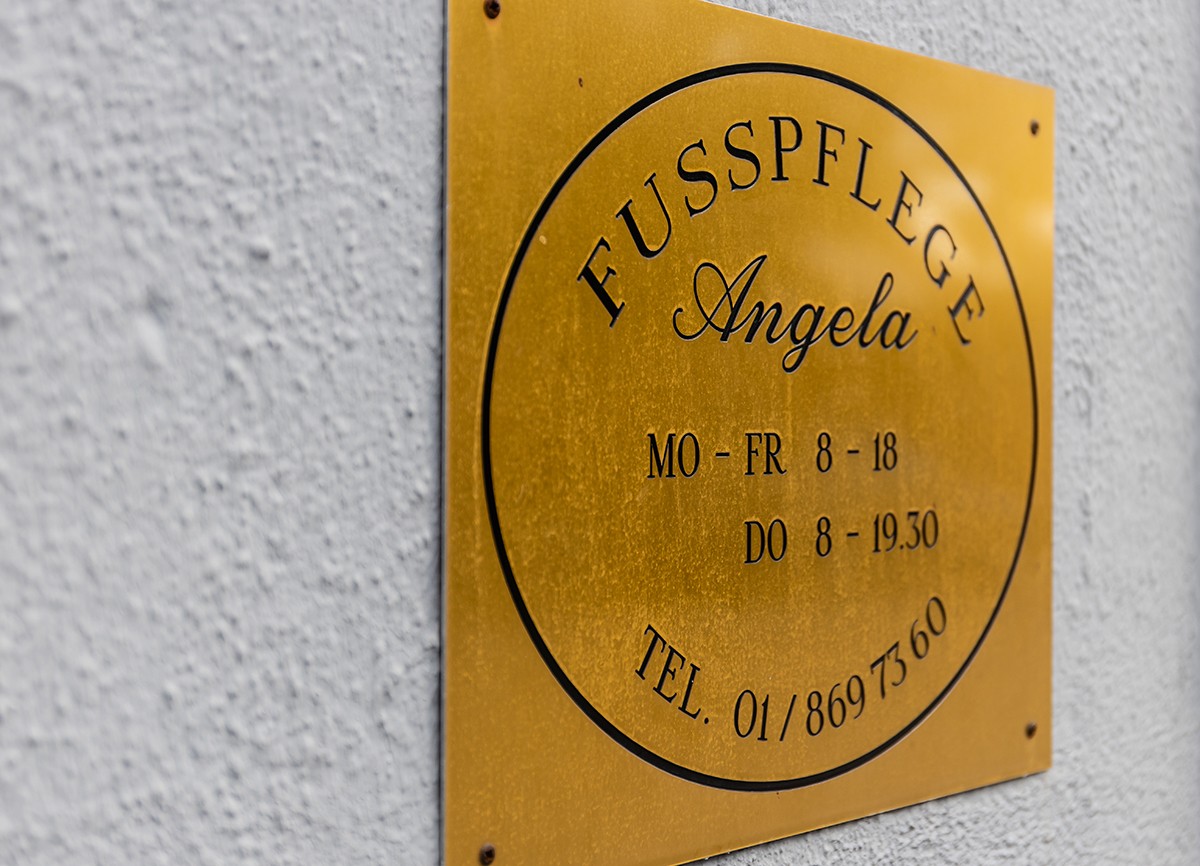 FUSSPFLEGE
Angela
MO - FR 8 - 18
DO 8 - 19.30
TEL. 01 / 869 73 60